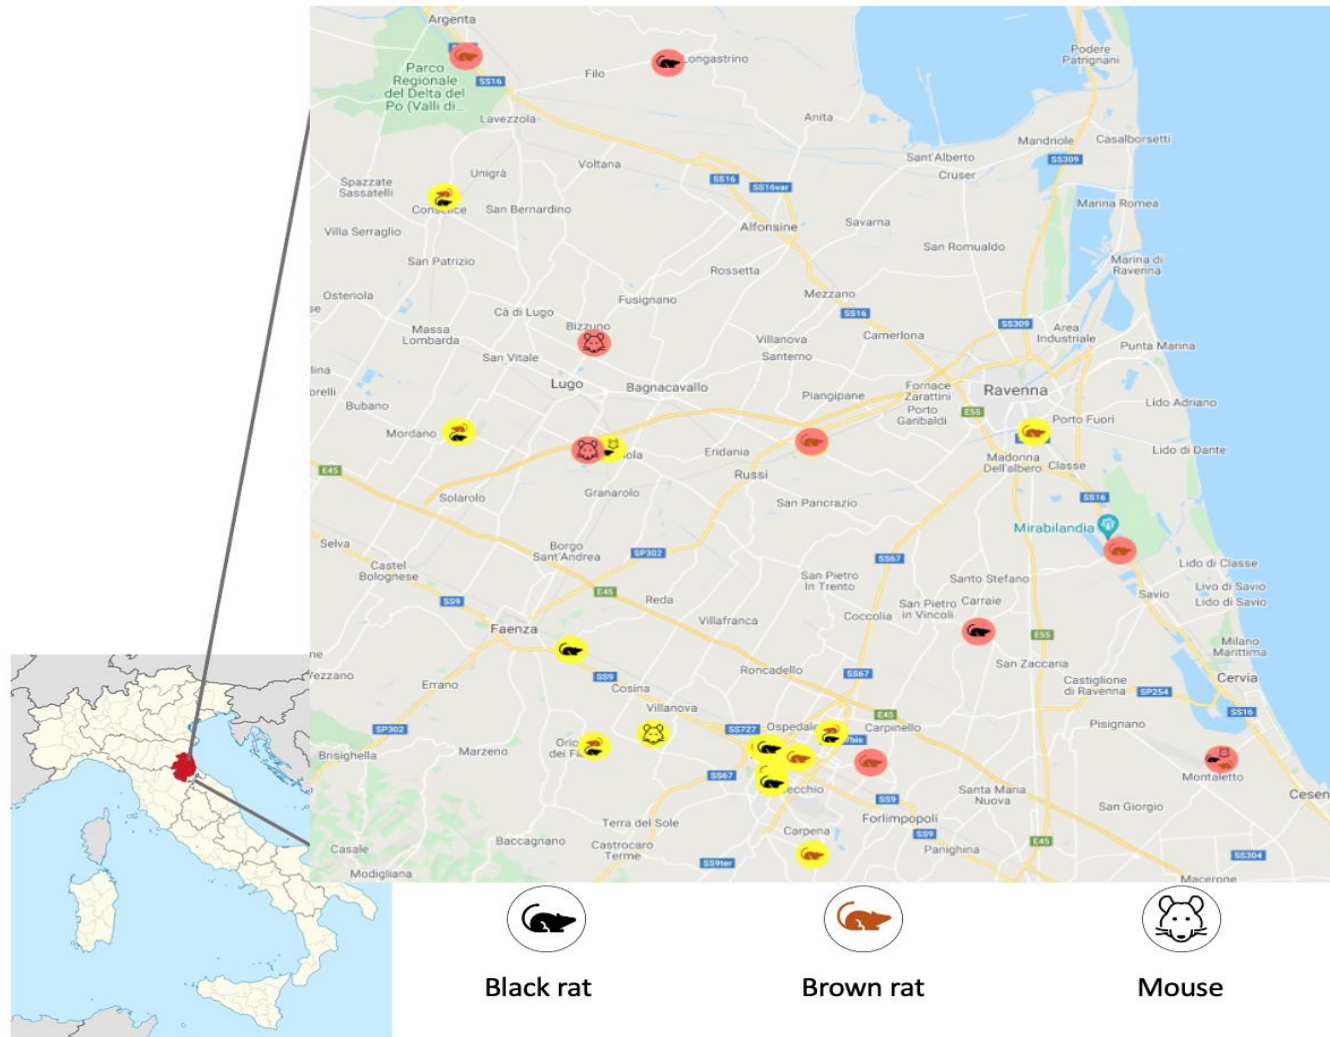 Argenta
Longastrino
Podere
Patrignani
Parco
Regionale
del Delta del
Po (Valli di...
Filo
SS16
Lavezzola
Anita
Mandriole
Casalborsetti
Sant'Alberto
SS309
Cruser
Voltana
Unigrà
Spazzate
Sassatelli
SS16
SS16var
San Bernardino
Marina Romea
Villa Serraglio
Alfonsine
Savarna
San Romualdo
San Patrizio
Marina di
Ravenna
Rossetta
Osteriola
Fusignano
Mezzano
Cà di Lugo
Bizzuno
SS16
SS309
Area
Industriale
Massa
Lombarda
Villanova
Santerno
Camerlona
Punta Marina
San Vitale
Lugo
Bagnacavallo
Piangipane
Fornace
Zarattini
Ravenna
Bubano
Porto
Garibaldi
E55
Lido Adriano
Porto Fuori
Mordano
Eridania
Lido di Dante
Madonna
Dell'albero
Classe
E45
Russi
Granarolo
Solarolo
San Pancrazio
SS16
Mirabilandia
Selva
Borgo
Sant'Andrea
SP302
SS67
Castel
Bolognese
Lido di Classe
San Pietro
In Trento
Santo Stefano
Livo di Savio
E45
Savio
Lido di Savio
SS9
Reda
San Pietro
in Vincoli
Carraie
Coccolia
Faenza
Villafranca
E55
Milano
Marittima
San Zaccaria
Roncadello
SS67
Errano
SS9
Cosina
Castiglione
di Ravenna
Cervia
SP254
Villanova
SS16
E45
Pisignano
SP302
SS727
Carpinello
Brisighella
Marzeno
SS67
Montaletto
Santa Maria
Nuova
SS9
San Giorgio
Forlimpopoli
Terra del Sole
Carpena
SS9
Baccagnano
Castrocaro
Terme
E45
Casale
Panighina
SS9ter
SS304
Modigliana
Macerone
Black rat
Brown rat
Mouse